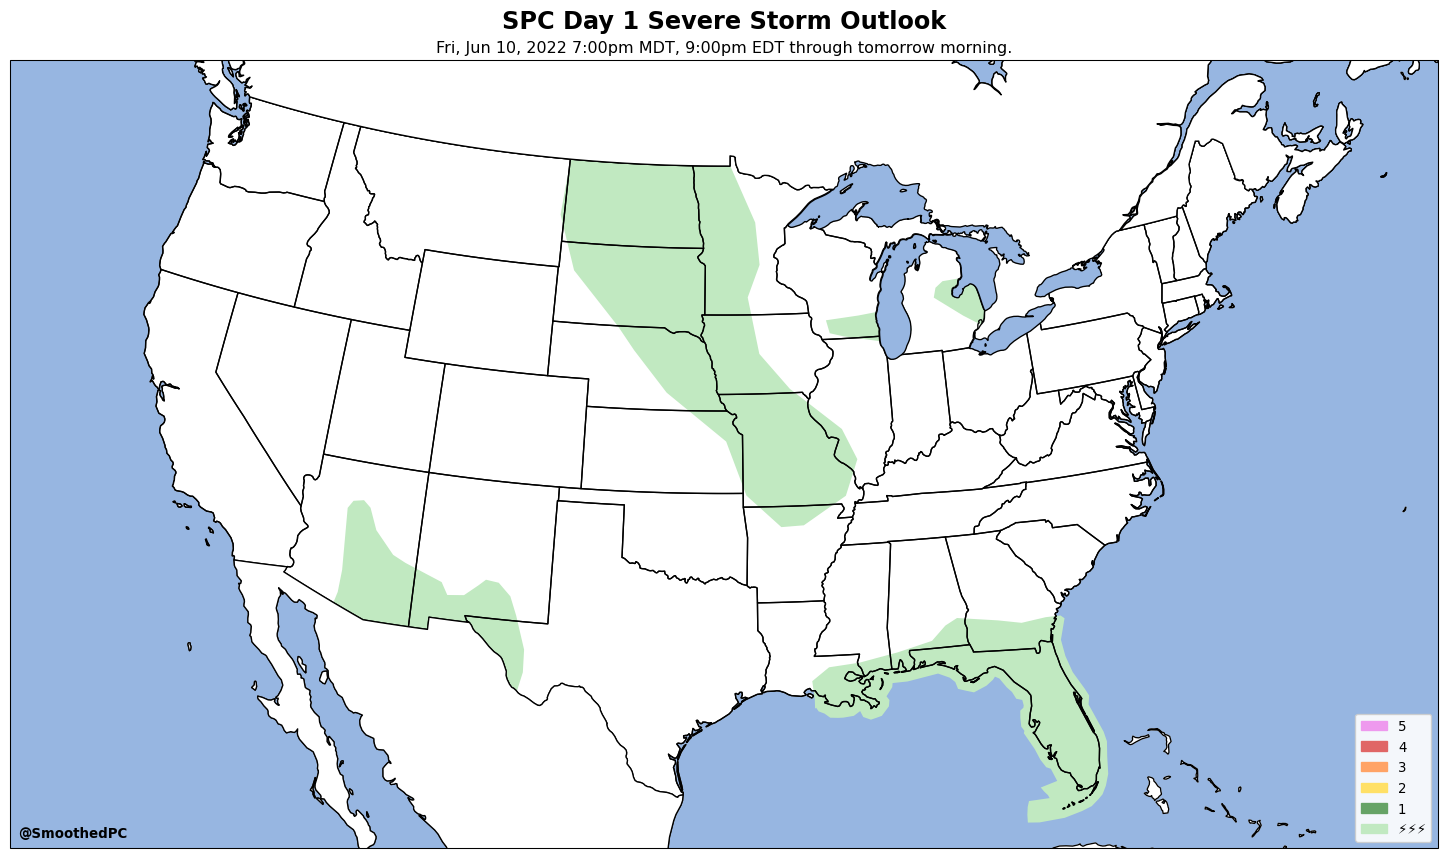 SPC Day 1 Severe Storm Outlook
Fri, Jun 10, 2022 7:00pm MDT, 9:00pm EDT through tomorrow morning.
5
4
3
2
1
⚡⚡⚡
@SmoothedPC